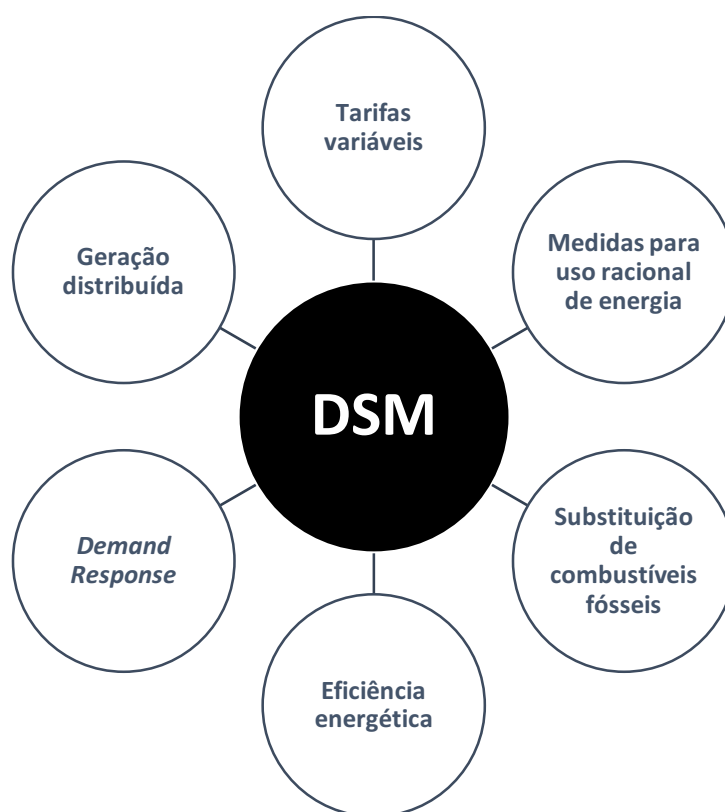 Tarifas
variáveis
Medidas para
uso racional
de energia
Substituição
de
combustíveis
fósseis
Eficiência
energética
Demand
Response
Geração
distribuída
DSM